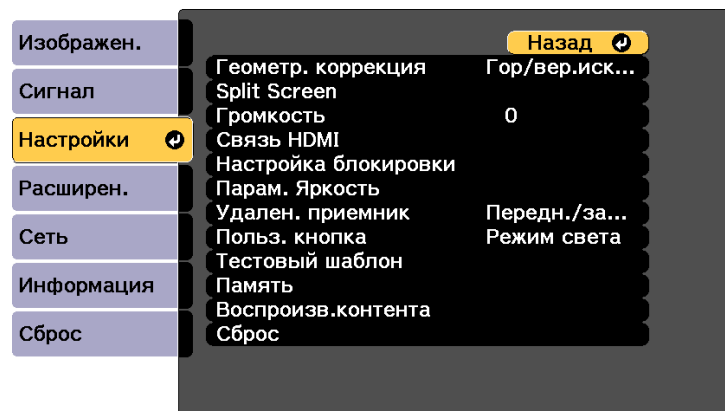 Изображен.
Сигнал
Настройки
Расширен.
Сеть
Информация
Сброс
Назад
Геометр. коррекция Гор/вер.иск...
Split Screen
Громкость 0
Связь HDMI
Настройка блокировки
Парам. Яркость
Удален. приемник Передн./за...
Польз. кнопка Режим света
Тестовый шаблон
Память
Воспроизв.контента
Сброс